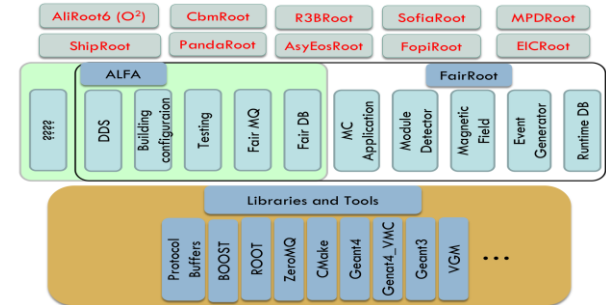 AliRoot6 (O²) CbmRoot R3BRoot SofiaRoot MPDRoot
ShipRoot PandaRoot AsyEosRoot FopiRoot EICRoot
ALFA FairRoot
????
DDS
Building
configuraion
Testing
Fair MQ
Fair DB
MC
Application
Module
Detector
Magnetic
Field
Event
Generator
Runtime DB
Libraries and Tools
Protocol
Buffers
BOOST
ROOT
ZeroMQ
CMake
Geant4
Genat4_VMC
Geant3
VGM
...